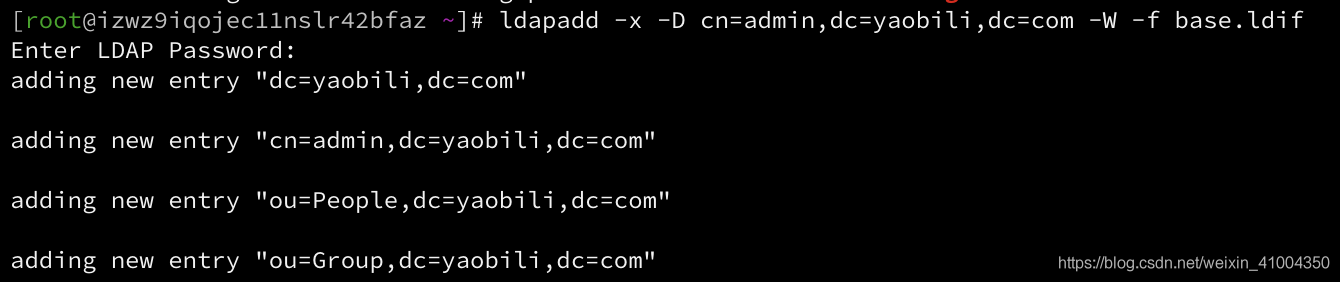 [root@izwz9iqojec11nslr42bfaz ~]# ldapadd -x -D cn=admin,dc=yaobili,dc=com -W -f base.ldif
Enter LDAP Password:
adding new entry "dc=yaobili,dc=com"
adding new entry "cn=admin,dc=yaobili,dc=com"
adding new entry "ou=People,dc=yaobili,dc=com"
adding new entry "ou=Group,dc=yaobili,dc=com"
https://blog.csdn.net/weixin_41004350